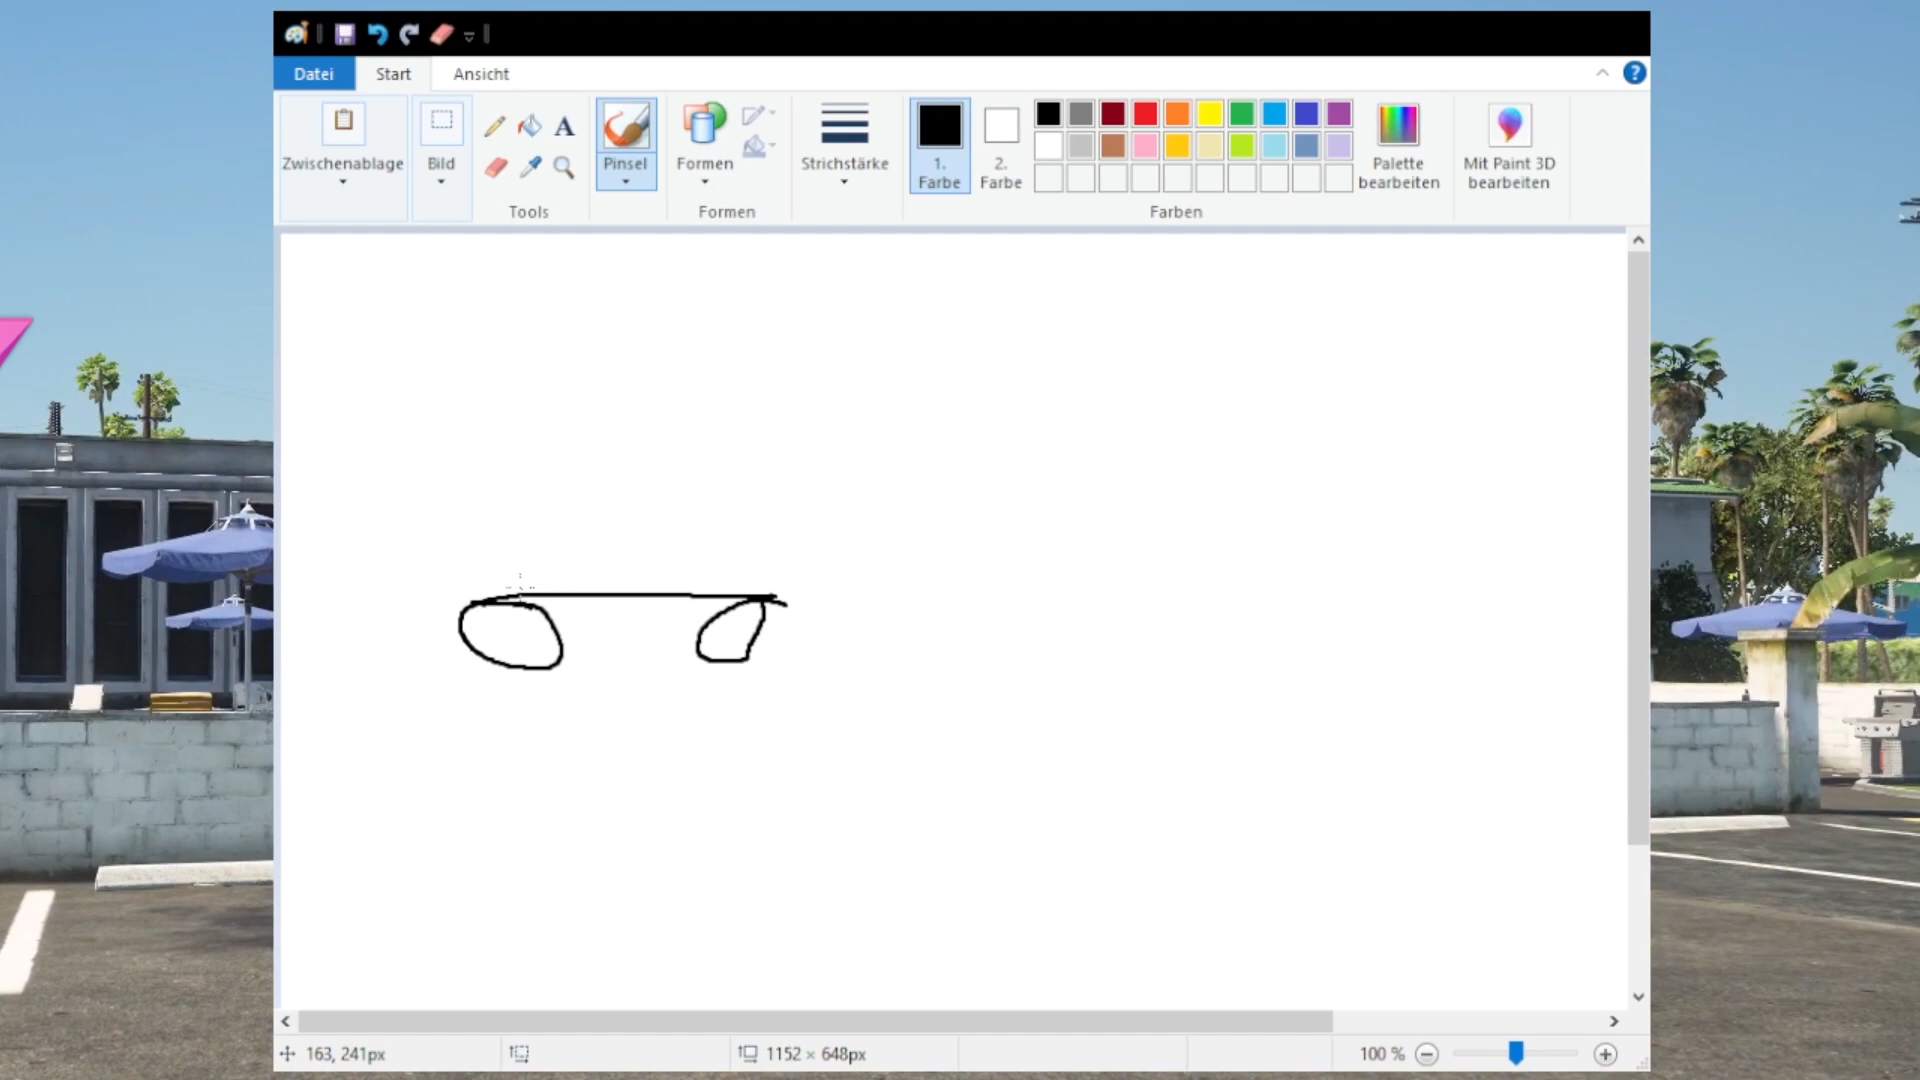 Datei Start Ansicht
Zwischenablage Bild Pinsel Formen Strichstärke 1. Farbe 2. Farbe Palette bearbeiten Mit Paint 3D bearbeiten
A
?
Tools Formen Farben
163, 241px 1152 × 648px 100 %